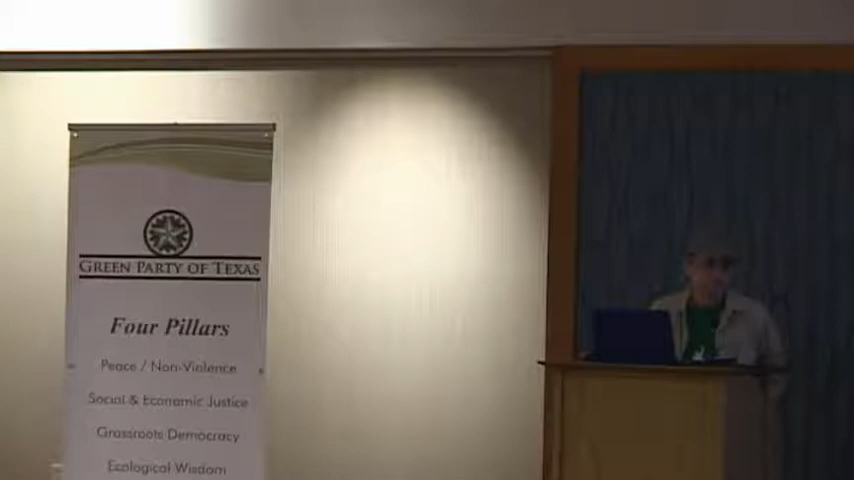 GREEN PARTY OF TEXAS
Four Pillars
Peace / Non-Violence
Social & Economic Justice
Grassroots Democracy
Ecological Wisdom